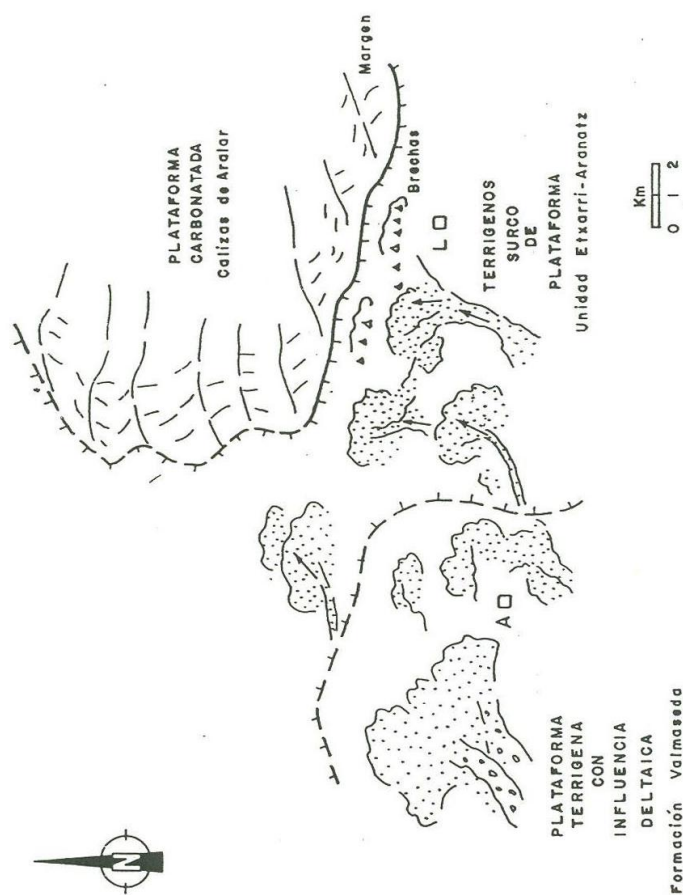 N
PLATAFORMA
CARBONATADA
Calizas de Aralar
Margen
Brechas
L
TERRIGENOS
SURCO
DE
PLATAFORMA
Unidad Etxarri-Aranatz
A
PLATAFORMA
TERRIGENA
CON
INFLUENCIA
DELTAICA
Formación Valmaseda
Km
0 1 2